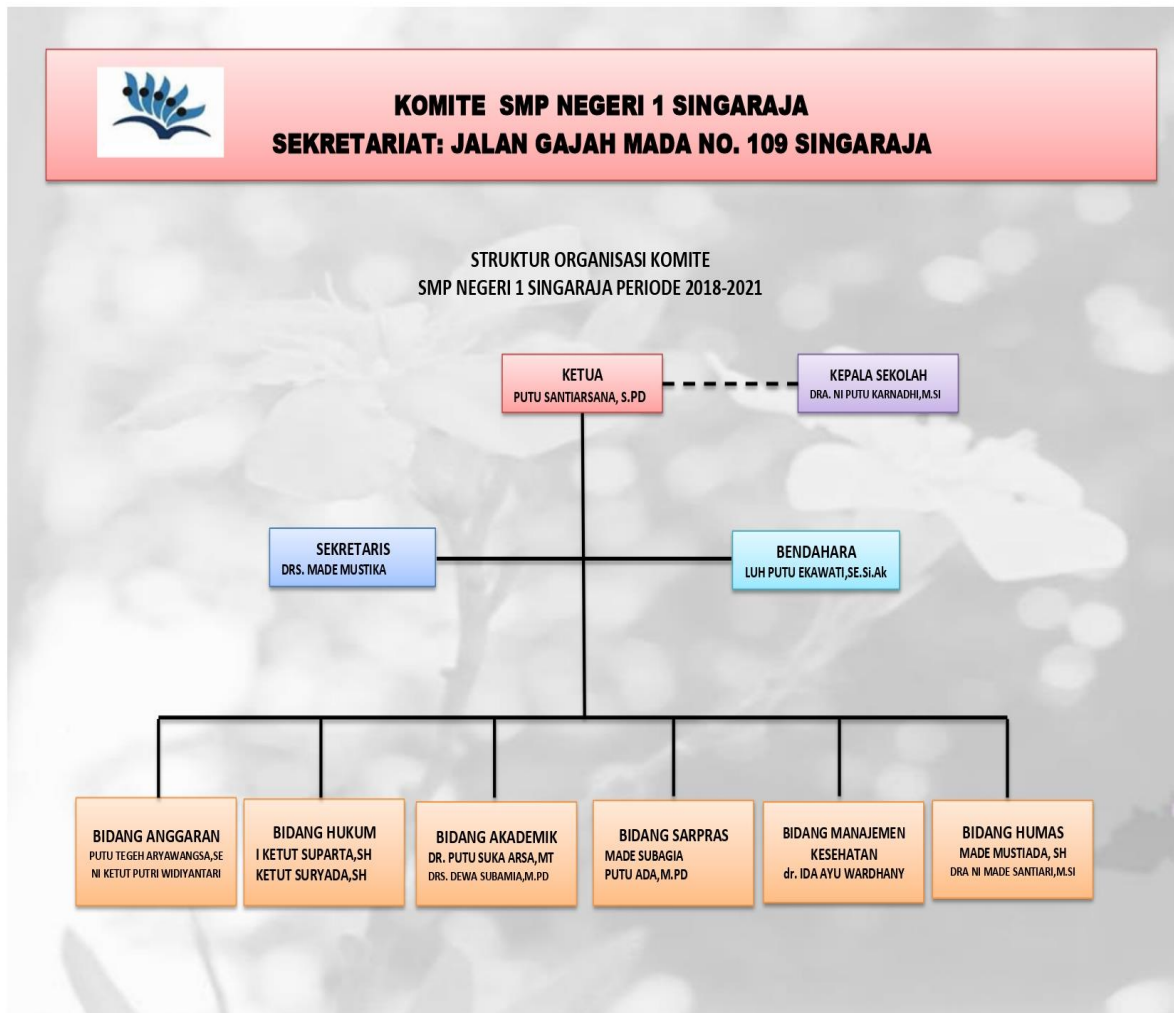 KOMITE SMP NEGERI 1 SINGARAJA
SEKRETARIAT: JALAN GAJAH MADA NO. 109 SINGARAJA
STRUKTUR ORGANISASI KOMITE
SMP NEGERI 1 SINGARAJA PERIODE 2018-2021
KETUA
PUTU SANTIARSANA, S.PD
KEPALA SEKOLAH
DRA. NI PUTU KARNADHI,M.SI
SEKRETARIS
DRS. MADE MUSTIKA
BENDAHARA
LUH PUTU EKAWATI,SE.Si.Ak
BIDANG ANGGARAN
PUTU TEGEH ARYAWANGSA,SE
NI KETUT PUTRI WIDIYANTARI
BIDANG HUKUM
I KETUT SUPARTA,SH
KETUT SURYADA,SH
BIDANG AKADEMIK
DR. PUTU SUKA ARSA,MT
DRS. DEWA SUBAMIA,M.PD
BIDANG SARPRAS
MADE SUBAGIA
PUTU ADA,M.PD
BIDANG MANAJEMEN
KESEHATAN
dr. IDA AYU WARDHANY
BIDANG HUMAS
MADE MUSTIADA, SH
DRA NI MADE SANTIARI,M.SI